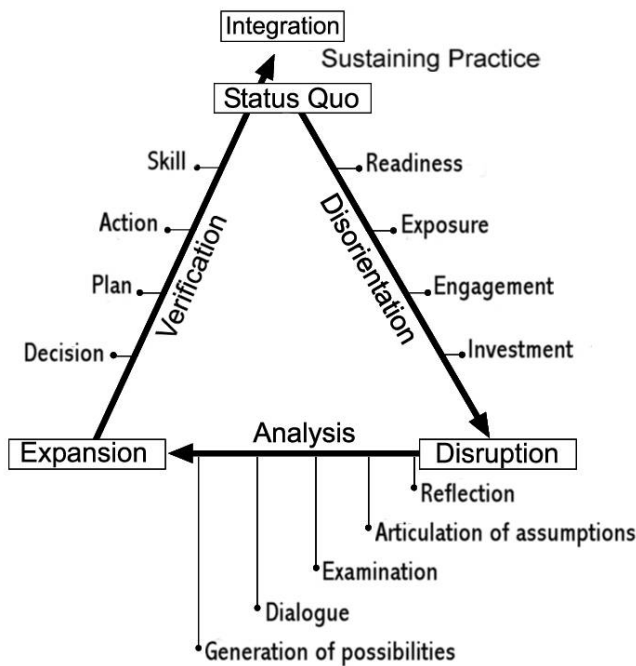 Integration
Sustaining Practice
Status Quo
Skill
Readiness
Action
Exposure
Verification
Disorientation
Plan
Engagement
Decision
Investment
Expansion
Analysis
Disruption
Reflection
Articulation of assumptions
Examination
Dialogue
Generation of possibilities